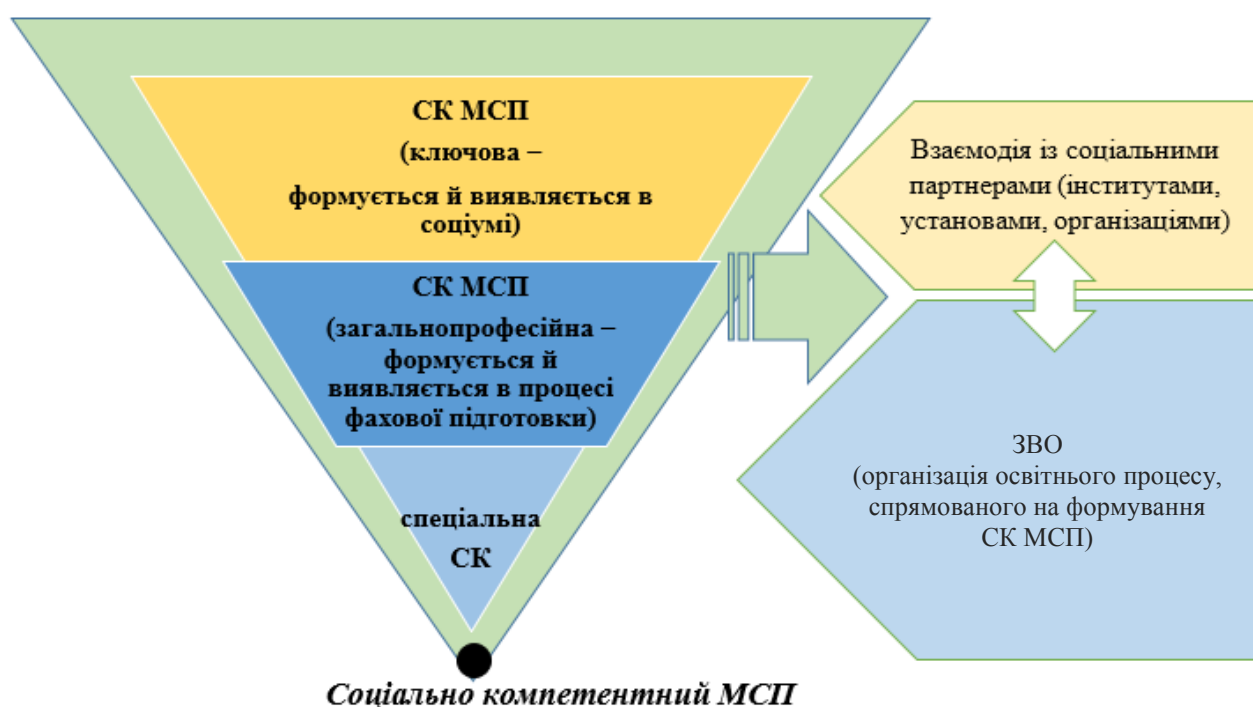 СК МСП
(ключова –
формується й виявляється в
соціумі)
СК МСП
(загальнопрофесійна –
формується й
виявляється в процесі
фахової підготовки)
спеціальна
СК
Соціально компетентний МСП
Взаємодія із соціальними
партнерами (інститутами,
установами, організаціями)
ЗВО
(організація освітнього процесу,
спрямованого на формування
СК МСП)